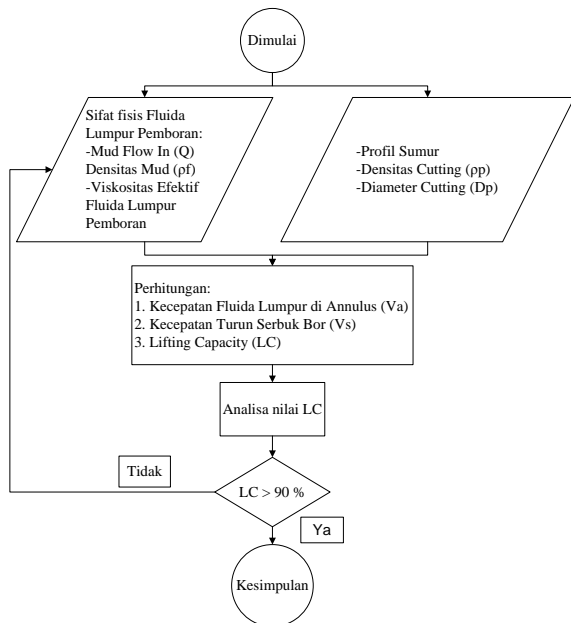 Dimulai
Sifat fisis Fluida
Lumpur Pemboran:
-Mud Flow In (Q)
Densitas Mud (ρf)
-Viskositas Efektif
Fluida Lumpur
Pemboran
-Profil Sumur
-Densitas Cutting (ρp)
-Diameter Cutting (Dp)
Perhitungan:
1. Kecepatan Fluida Lumpur di Annulus (Va)
2. Kecepatan Turun Serbuk Bor (Vs)
3. Lifting Capacity (LC)
Analisa nilai LC
Tidak
LC > 90 %
Ya
Kesimpulan